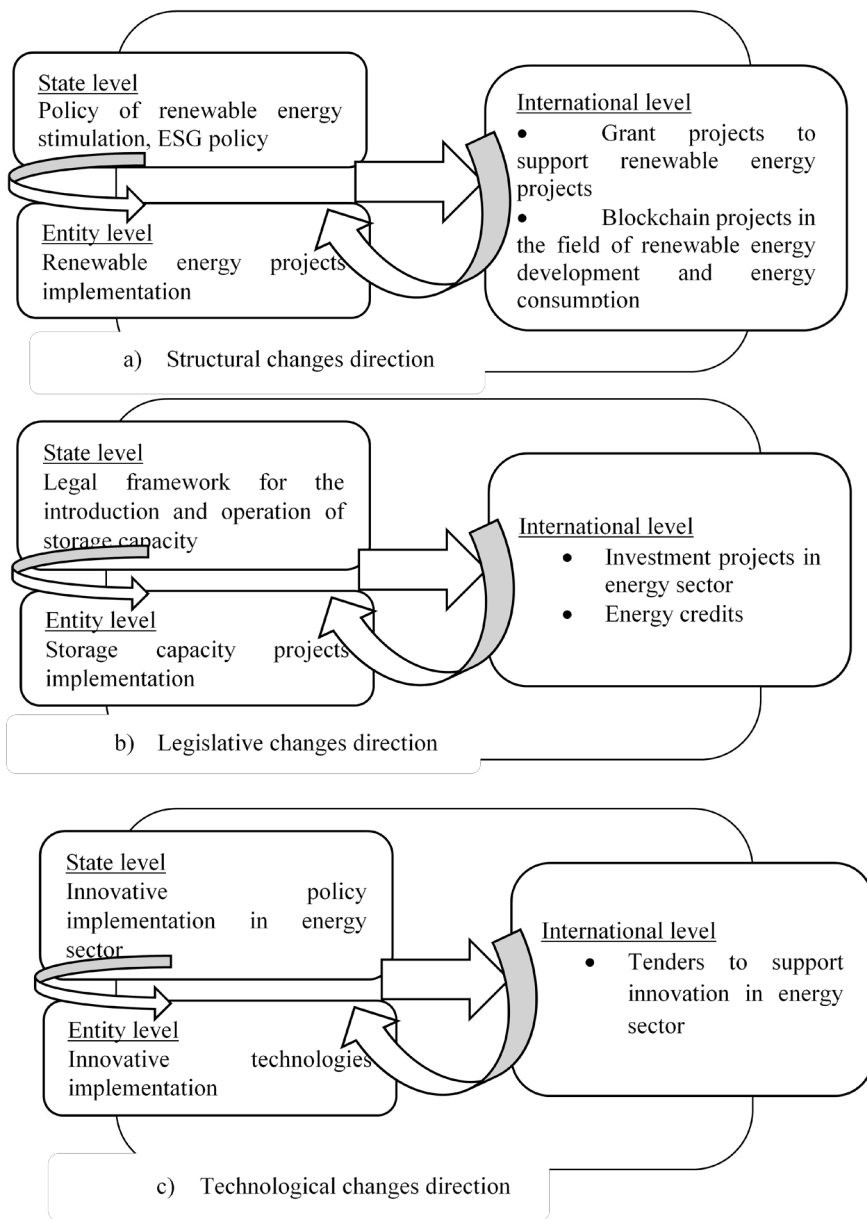 State level
Policy of renewable energy
stimulation, ESG policy
Entity level
Renewable energy projects
implementation
International level
• Grant projects to
support renewable energy
projects
• Blockchain projects in
the field of renewable energy
development and energy
consumption
a) Structural changes direction
State level
Legal framework for the
introduction and operation of
storage capacity
Entity level
Storage capacity projects
implementation
International level
• Investment projects in
energy sector
• Energy credits
b) Legislative changes direction
State level
Innovative policy
implementation in energy
sector
Entity level
Innovative technologies
implementation
International level
• Tenders to support
innovation in energy
sector
c) Technological changes direction